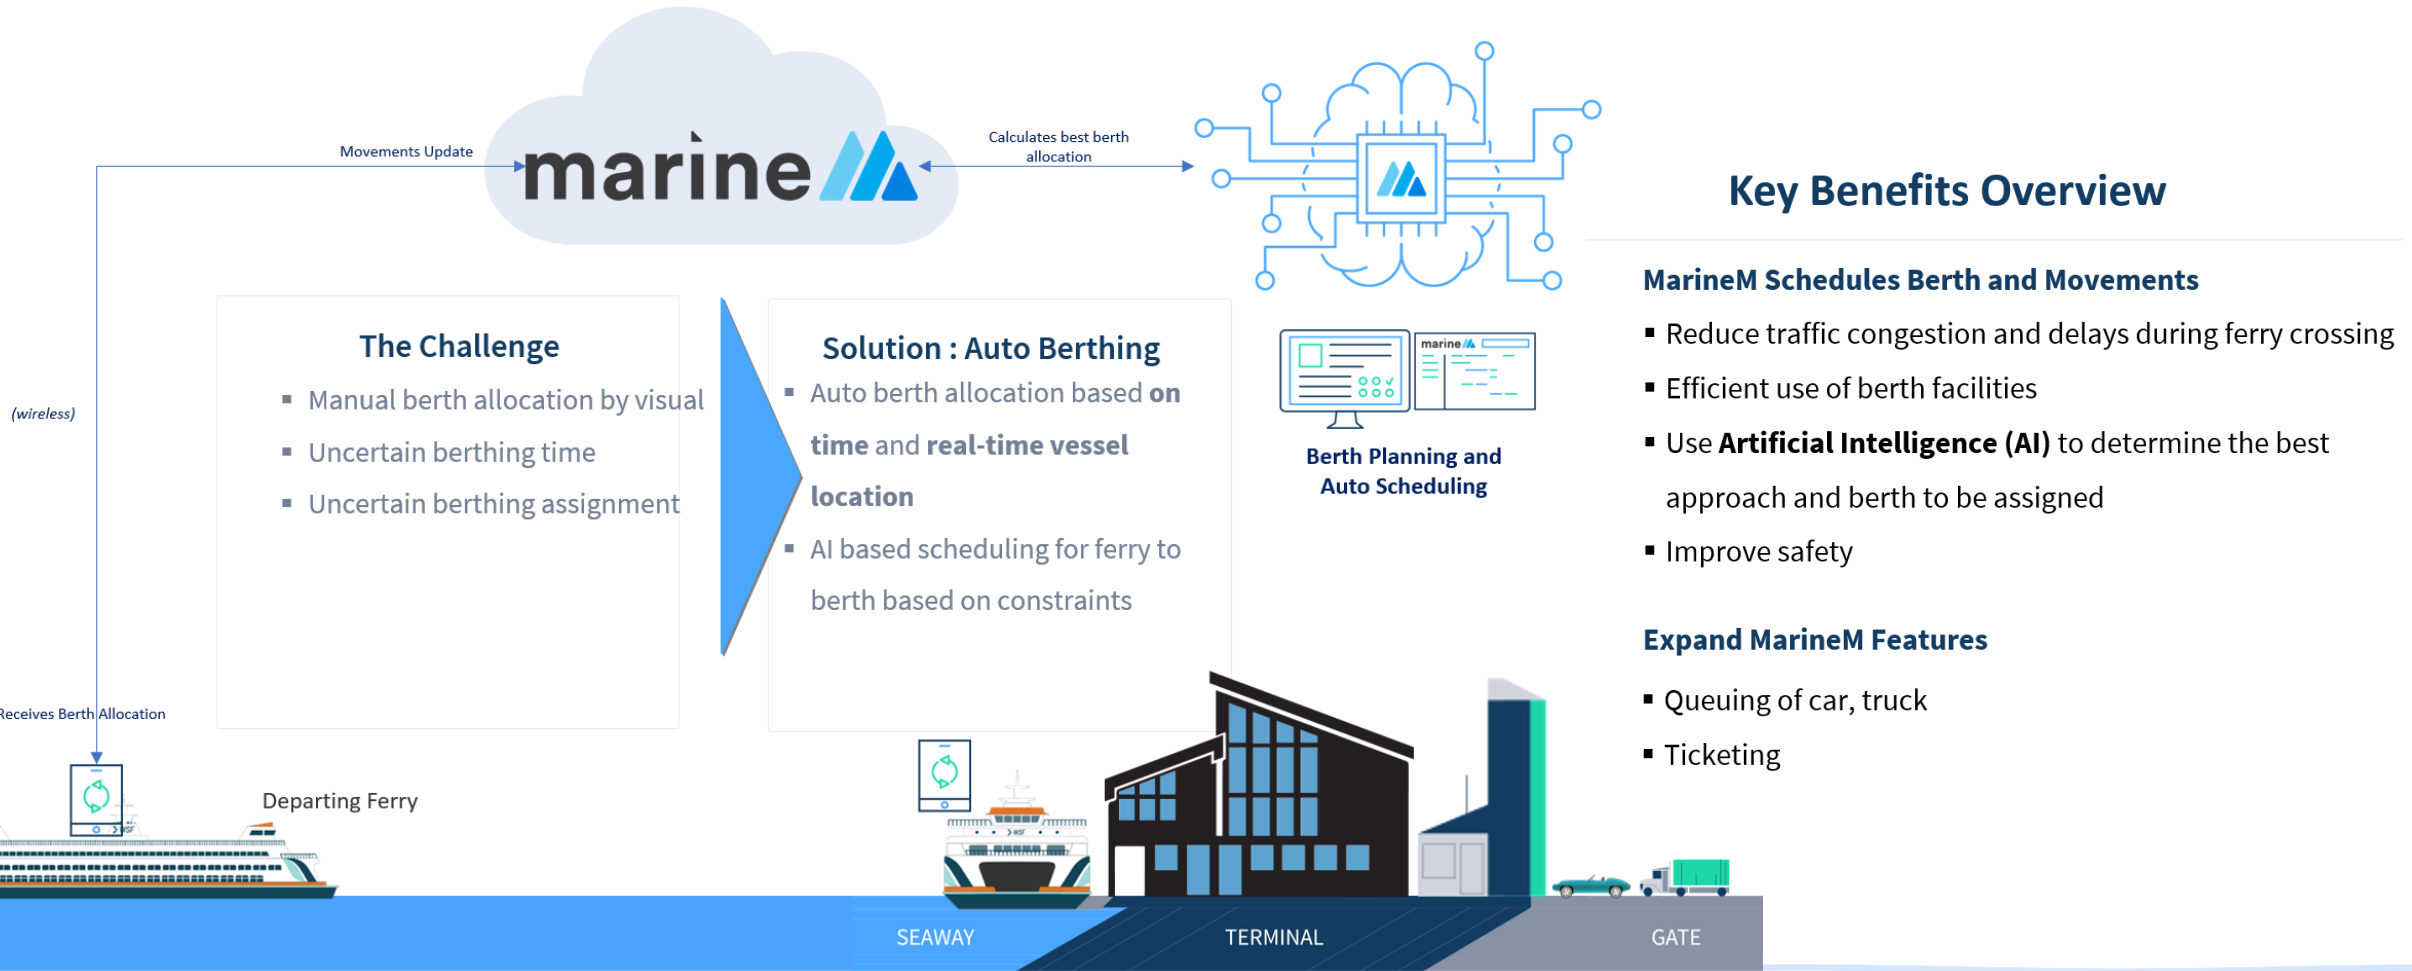 Movements Update
marine
Calculates best berth
allocation
(wireless)
Receives Berth Allocation
The Challenge
▪ Manual berth allocation by visual
▪ Uncertain berthing time
▪ Uncertain berthing assignment
Solution : Auto Berthing
▪ Auto berth allocation based on
time and real-time vessel
location
▪ AI based scheduling for ferry to
berth based on constraints
marine
Berth Planning and
Auto Scheduling
Key Benefits Overview
MarineM Schedules Berth and Movements
▪ Reduce traffic congestion and delays during ferry crossing
▪ Efficient use of berth facilities
▪ Use Artificial Intelligence (AI) to determine the best
approach and berth to be assigned
▪ Improve safety
Expand MarineM Features
▪ Queuing of car, truck
▪ Ticketing
Departing Ferry
WSF
WSF
SEAWAY
TERMINAL
GATE